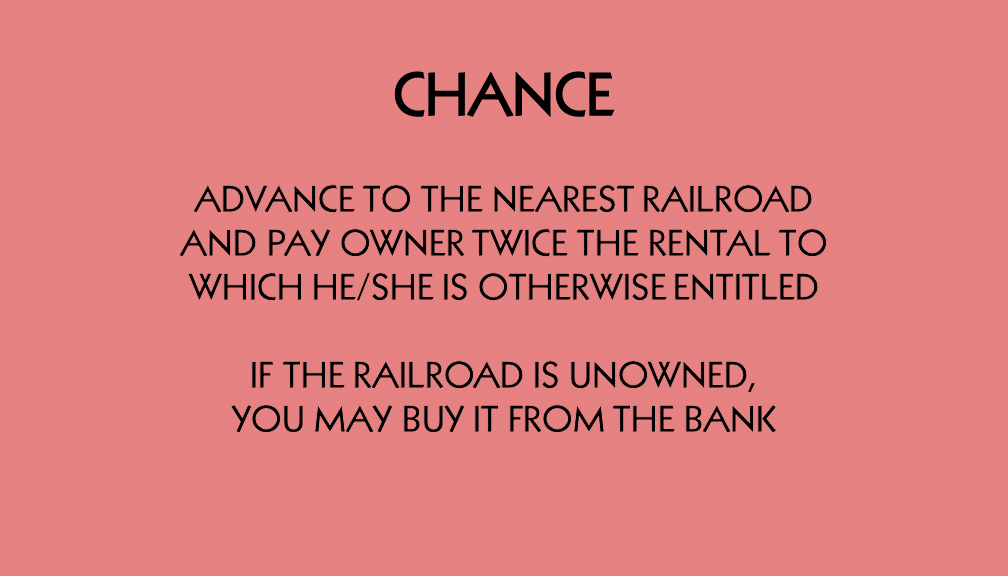 CHANCE
ADVANCE TO THE NEAREST RAILROAD
AND PAY OWNER TWICE THE RENTAL TO
WHICH HE/SHE IS OTHERWISE ENTITLED
IF THE RAILROAD IS UNOWNED,
YOU MAY BUY IT FROM THE BANK